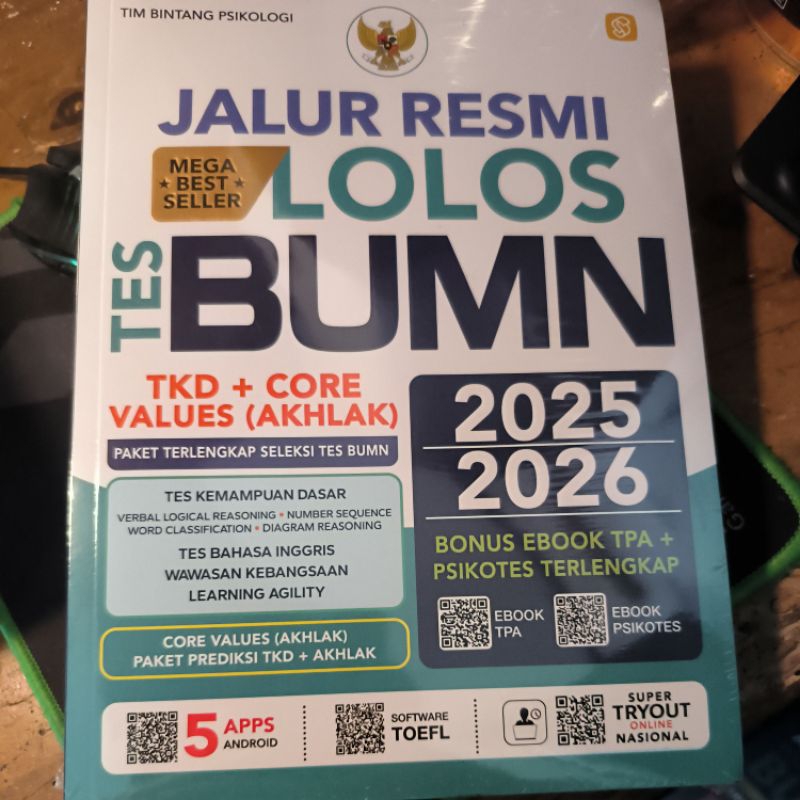 TIM BINTANG PSIKOLOGI
JALUR RESMI
MEGA
BEST
SELLER
LOLOS
TES
BUMN
TKD + CORE
VALUES (AKHLAK)
PAKET TERLENGKAP SELEKSI TES BUMN
TES KEMAMPUAN DASAR
VERBAL LOGICAL REASONING • NUMBER SEQUENCE
WORD CLASSIFICATION • DIAGRAM REASONING
TES BAHASA INGGRIS
WAWASAN KEBANGSAAN
LEARNING AGILITY
CORE VALUES (AKHLAK)
PAKET PREDIKSI TKD + AKHLAK
2025
2026
BONUS EBOOK TPA +
PSIKOTES TERLENGKAP
EBOOK
TPA
EBOOK
PSIKOTES
5 APPS
ANDROID
SOFTWARE
TOEFL
SUPER
TRYOUT
ONLINE
NASIONAL